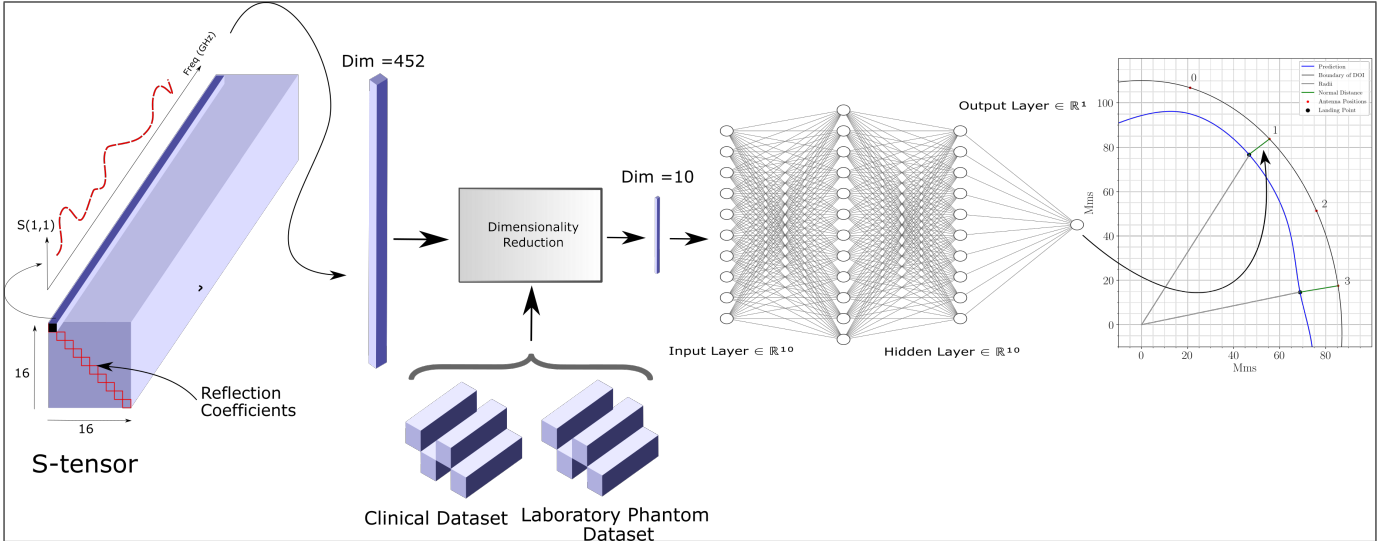 Freq (GHz)
S(1,1)
16
16
Reflection
Coefficients
S-tensor
Dim =452
Dimensionality
Reduction
Dim =10
Clinical Dataset
Laboratory Phantom
Dataset
Input Layer ∈ ℝ¹⁰
Hidden Layer ∈ ℝ¹⁰
Output Layer ∈ ℝ¹
Prediction
Boundary of DOI
Radii
Normal Distance
Antenna Positions
Landing Point
0
1
2
3
100
80
60
40
20
0
Mms
0
20
40
60
80
Mms